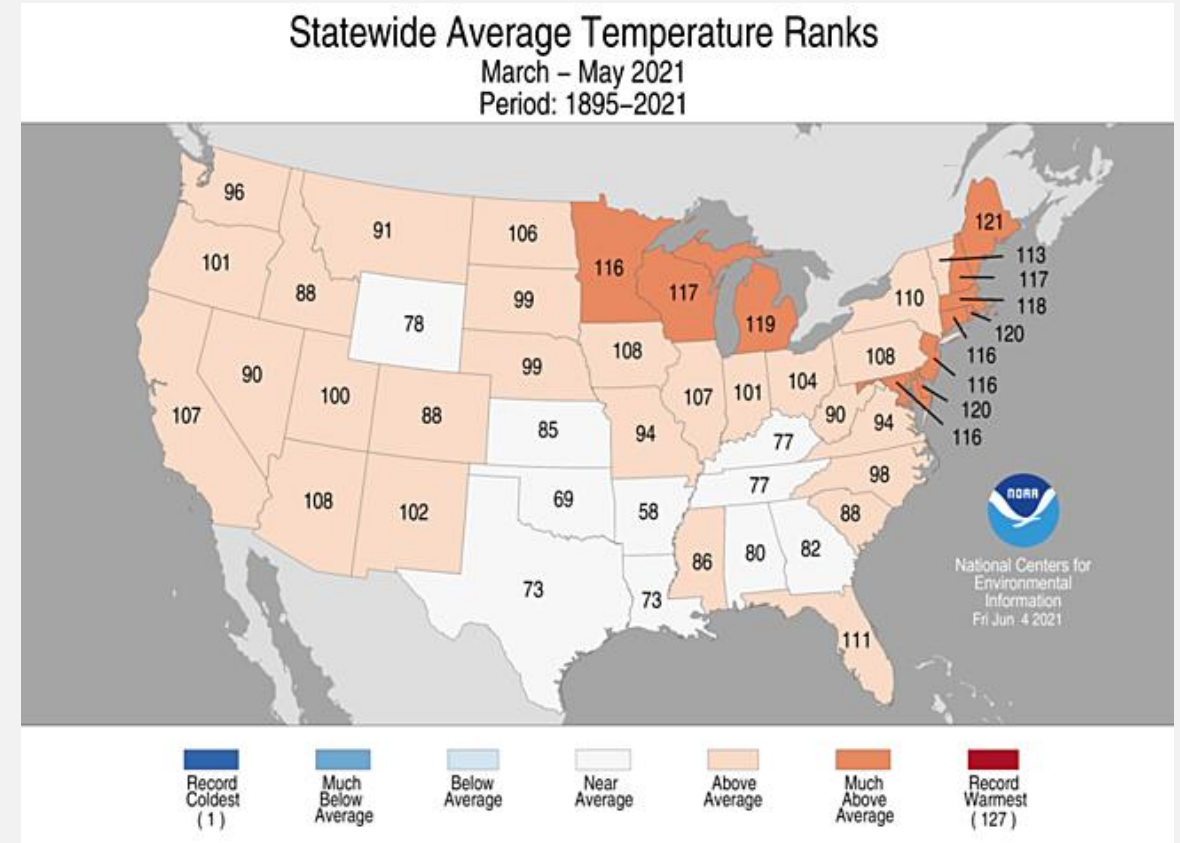 Statewide Average Temperature Ranks
March – May 2021
Period: 1895–2021
96
91
106
116
121
101
88
78
99
117
119
110
113
117
118
120
116
116
120
116
107
90
100
88
99
108
107
101
104
108
90
94
85
94
77
98
108
102
69
58
77
88
73
73
86
80
82
111
NOAA
National Centers for
Environmental
Information
Fri Jun 4 2021
Record
Coldest
( 1 )
Much
Below
Average
Below
Average
Near
Average
Above
Average
Much
Above
Average
Record
Warmest
( 127 )